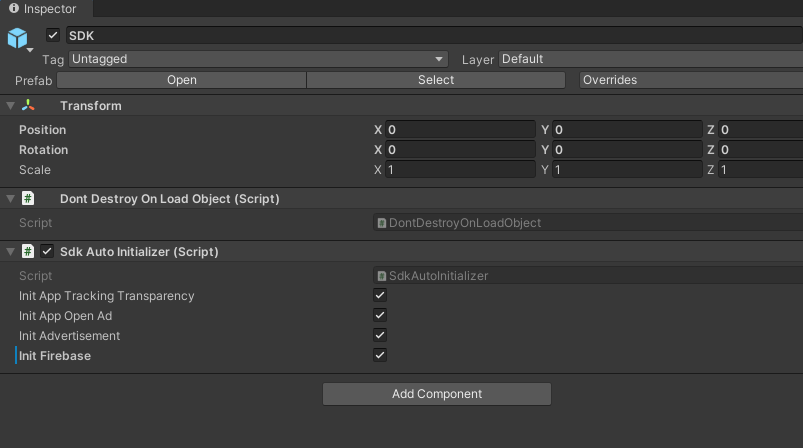 Inspector
SDK
Tag Untagged Layer Default
Prefab Open Select Overrides
Transform
Position X 0 Y 0 Z 0
Rotation X 0 Y 0 Z 0
Scale X 1 Y 1 Z 1
# Dont Destroy On Load Object (Script)
Script # DontDestroyOnLoadObject
# Sdk Auto Initializer (Script)
Script # SdkAutoInitializer
Init App Tracking Transparency
Init App Open Ad
Init Advertisement
Init Firebase
Add Component